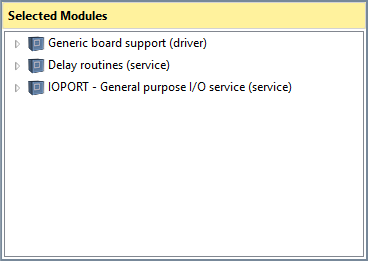 Selected Modules
Generic board support (driver)
Delay routines (service)
IOPORT - General purpose I/O service (service)